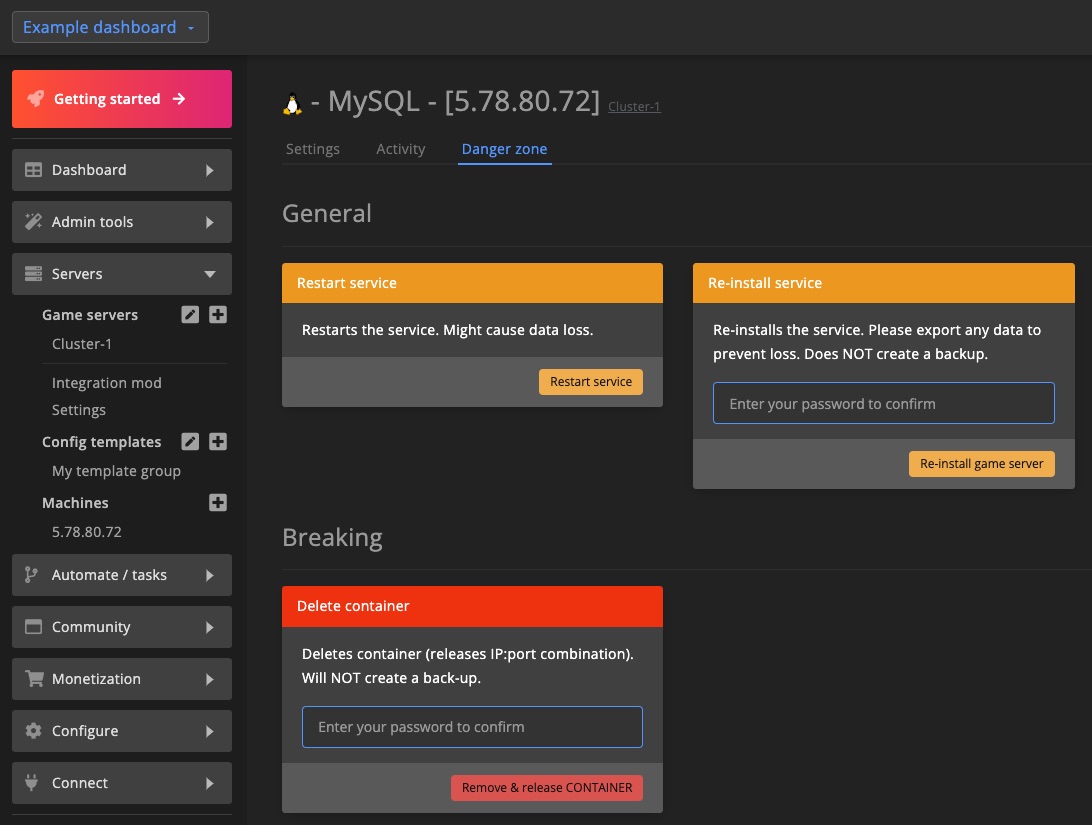 Example dashboard
Getting started
Dashboard
Admin tools
Servers
Game servers
Cluster-1
Integration mod
Settings
Config templates
My template group
Machines
5.78.80.72
Automate / tasks
Community
Monetization
Configure
Connect
- MySQL - [5.78.80.72] Cluster-1
Settings Activity Danger zone
General
Restart service
Restarts the service. Might cause data loss.
Restart service
Re-install service
Re-installs the service. Please export any data to
prevent loss. Does NOT create a backup.
Enter your password to confirm
Re-install game server
Breaking
Delete container
Deletes container (releases IP:port combination).
Will NOT create a back-up.
Enter your password to confirm
Remove & release CONTAINER